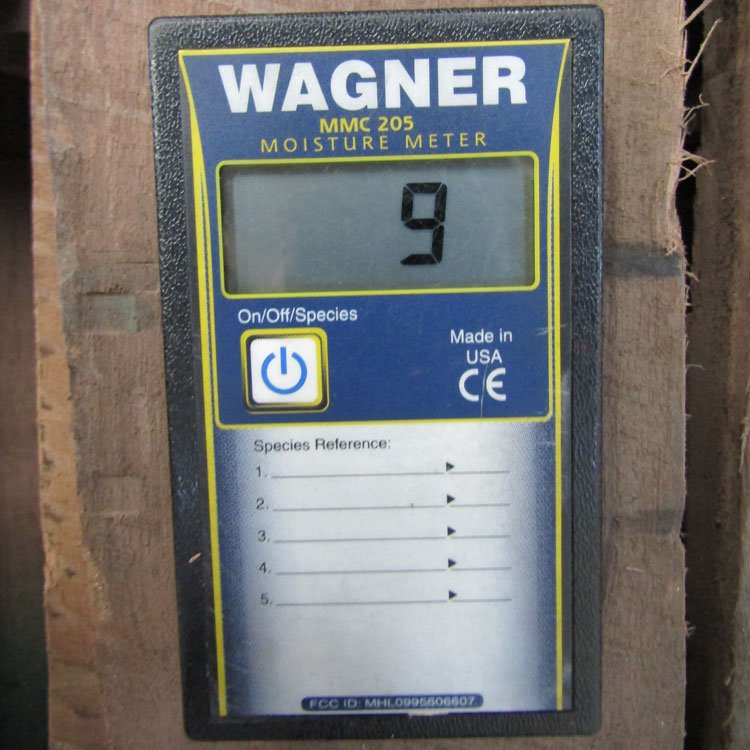 WAGNER
MMC 205
MOISTURE METER
9
On/Off/Species
Made in
USA
CE
Species Reference:
1.
2.
3.
4.
5.
FCC ID: MHL0995606607